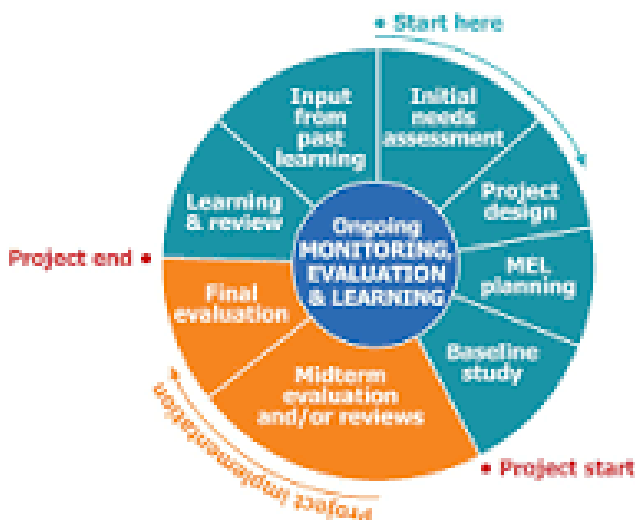 Start here
Initial
needs
assessment
Project
design
MEL
planning
Baseline
study
Project start
Midterm
evaluation
and/or reviews
Project implementation
Final
evaluation
Project end
Learning
& review
Input
from
past
learning
Ongoing
MONITORING,
EVALUATION
& LEARNING